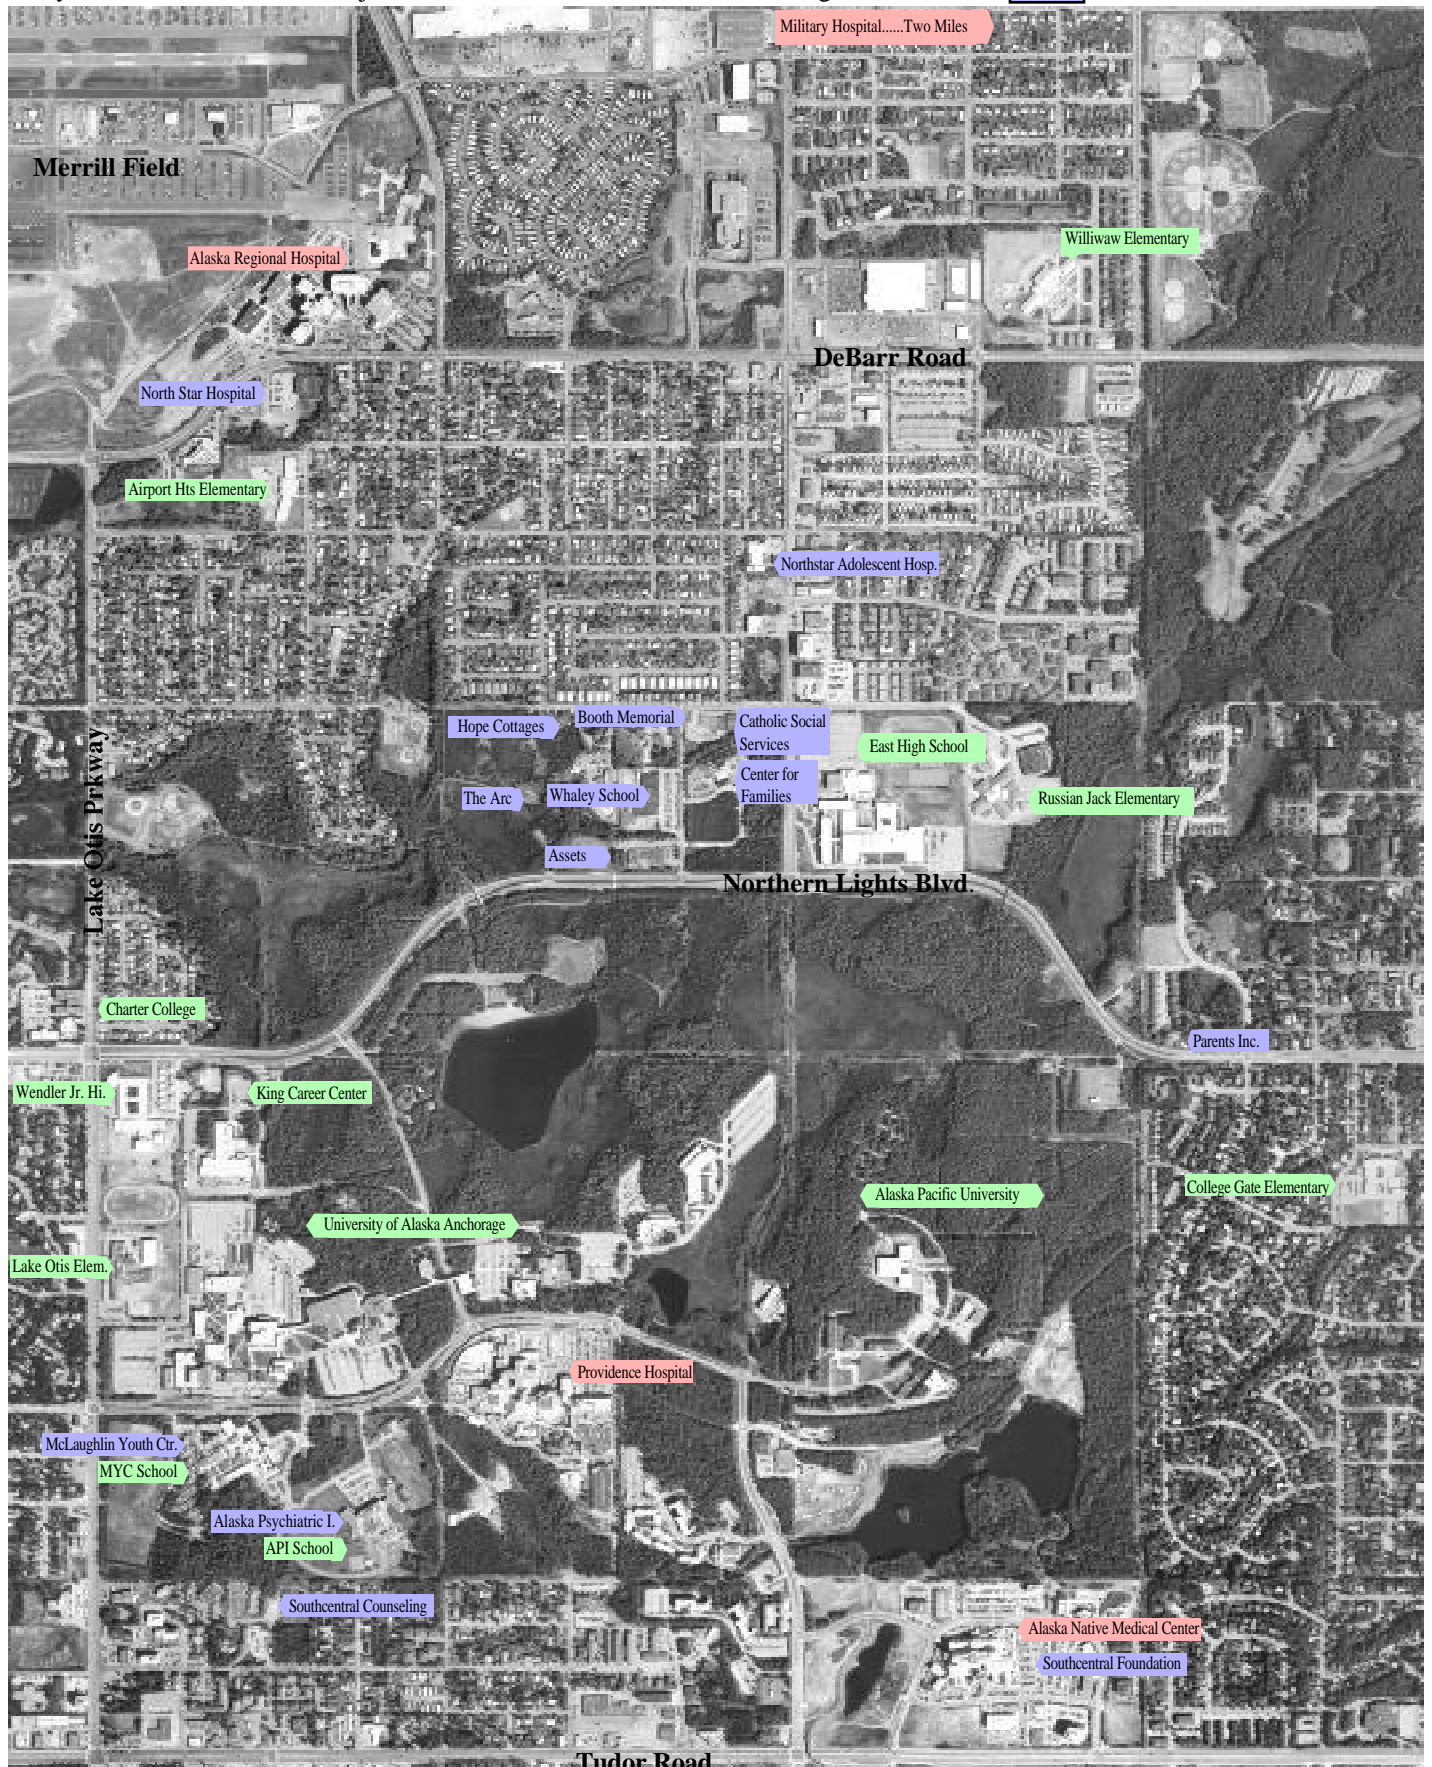 Military Hospital......Two Miles
Merrill Field
Williwaw Elementary
Alaska Regional Hospital
DeBarr Road
North Star Hospital
Airport Hts Elementary
Northstar Adolescent Hosp.
Hope Cottages
Booth Memorial
Catholic Social
Services
East High School
Center for
Families
The Arc
Whaley School
Russian Jack Elementary
Lake Otis Prkway
Assets
Northern Lights Blvd.
Charter College
Parents Inc.
Wendler Jr. Hi.
King Career Center
College Gate Elementary
Alaska Pacific University
University of Alaska Anchorage
Lake Otis Elem.
Providence Hospital
McLaughlin Youth Ctr.
MYC School
Alaska Psychiatric I.
API School
Southcentral Counseling
Alaska Native Medical Center
Southcentral Foundation
Tudor Road